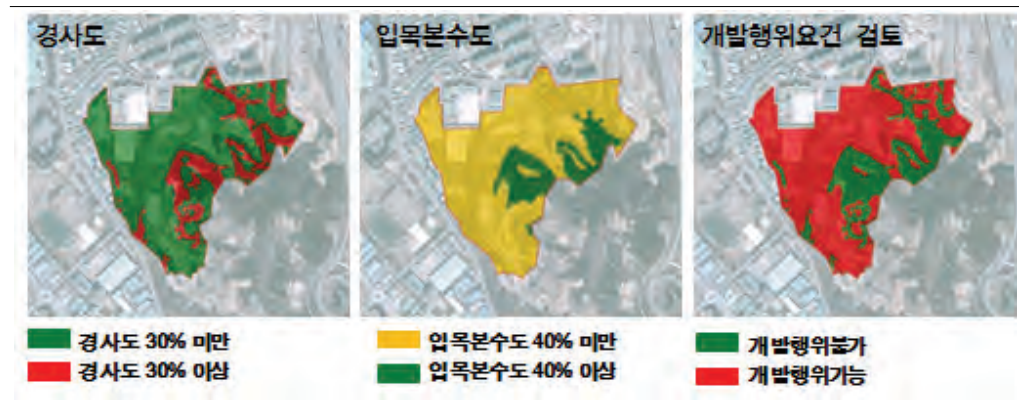 경사도
입목본수도
개발행위요건 검토
경사도 30% 미만
경사도 30% 이상
입목본수도 40% 미만
입목본수도 40% 이상
개발행위불가
개발행위가능